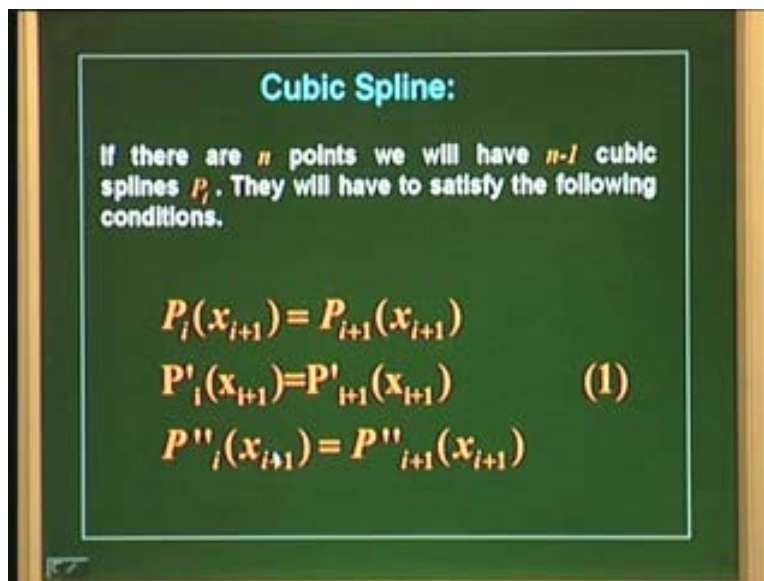 Cubic Spline:
If there are n points we will have n-1 cubic
splines Pᵢ. They will have to satisfy the following
conditions.
Pᵢ(xᵢ₊₁) = Pᵢ₊₁(xᵢ₊₁)
P'ᵢ(xᵢ₊₁)=P'ᵢ₊₁(xᵢ₊₁) (1)
P"ᵢ(xᵢ₊₁) = P"ᵢ₊₁(xᵢ₊₁)